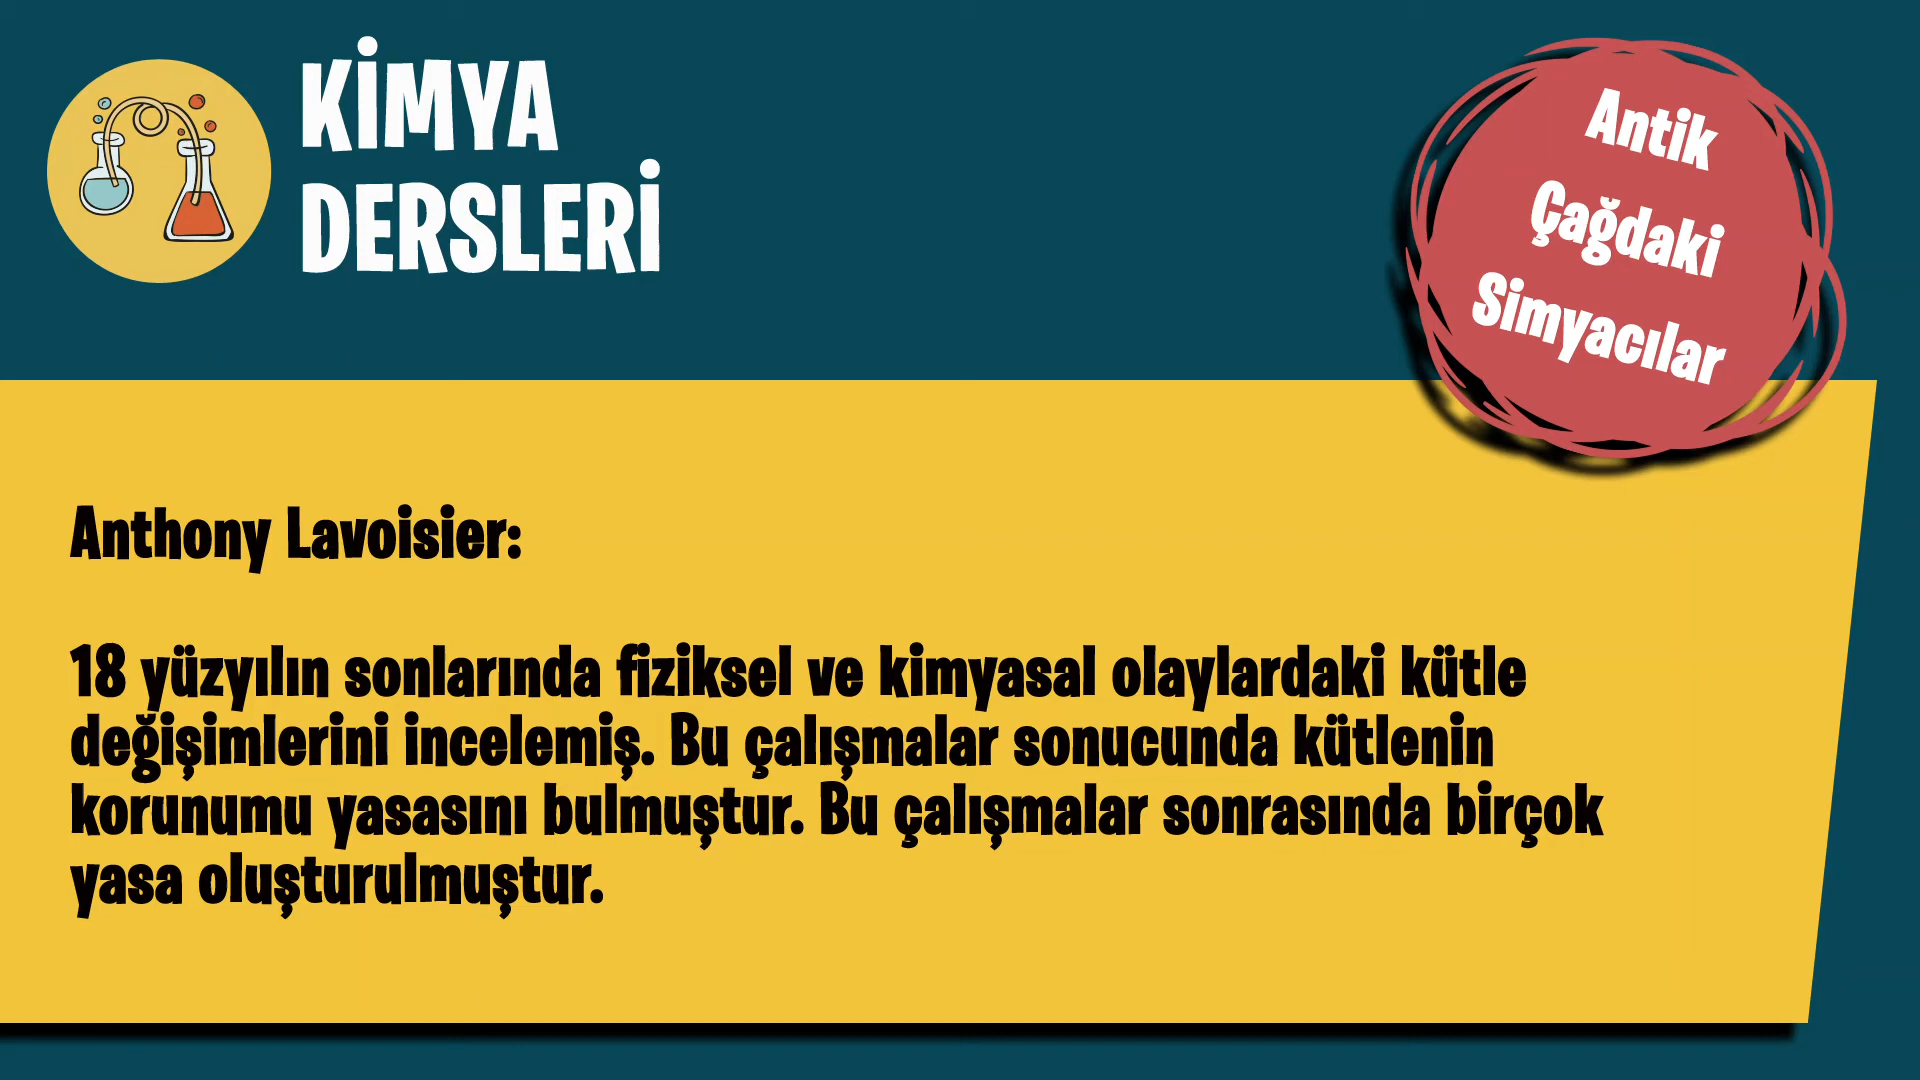 KİMYA
DERSLERİ
Antik
Çağdaki
Simyacılar
Anthony Lavoisier:
18 yüzyılın sonlarında fiziksel ve kimyasal olaylardaki kütle
değişimlerini incelemiş. Bu çalışmalar sonucunda kütlenin
korunumu yasasını bulmuştur. Bu çalışmalar sonrasında birçok
yasa oluşturulmuştur.